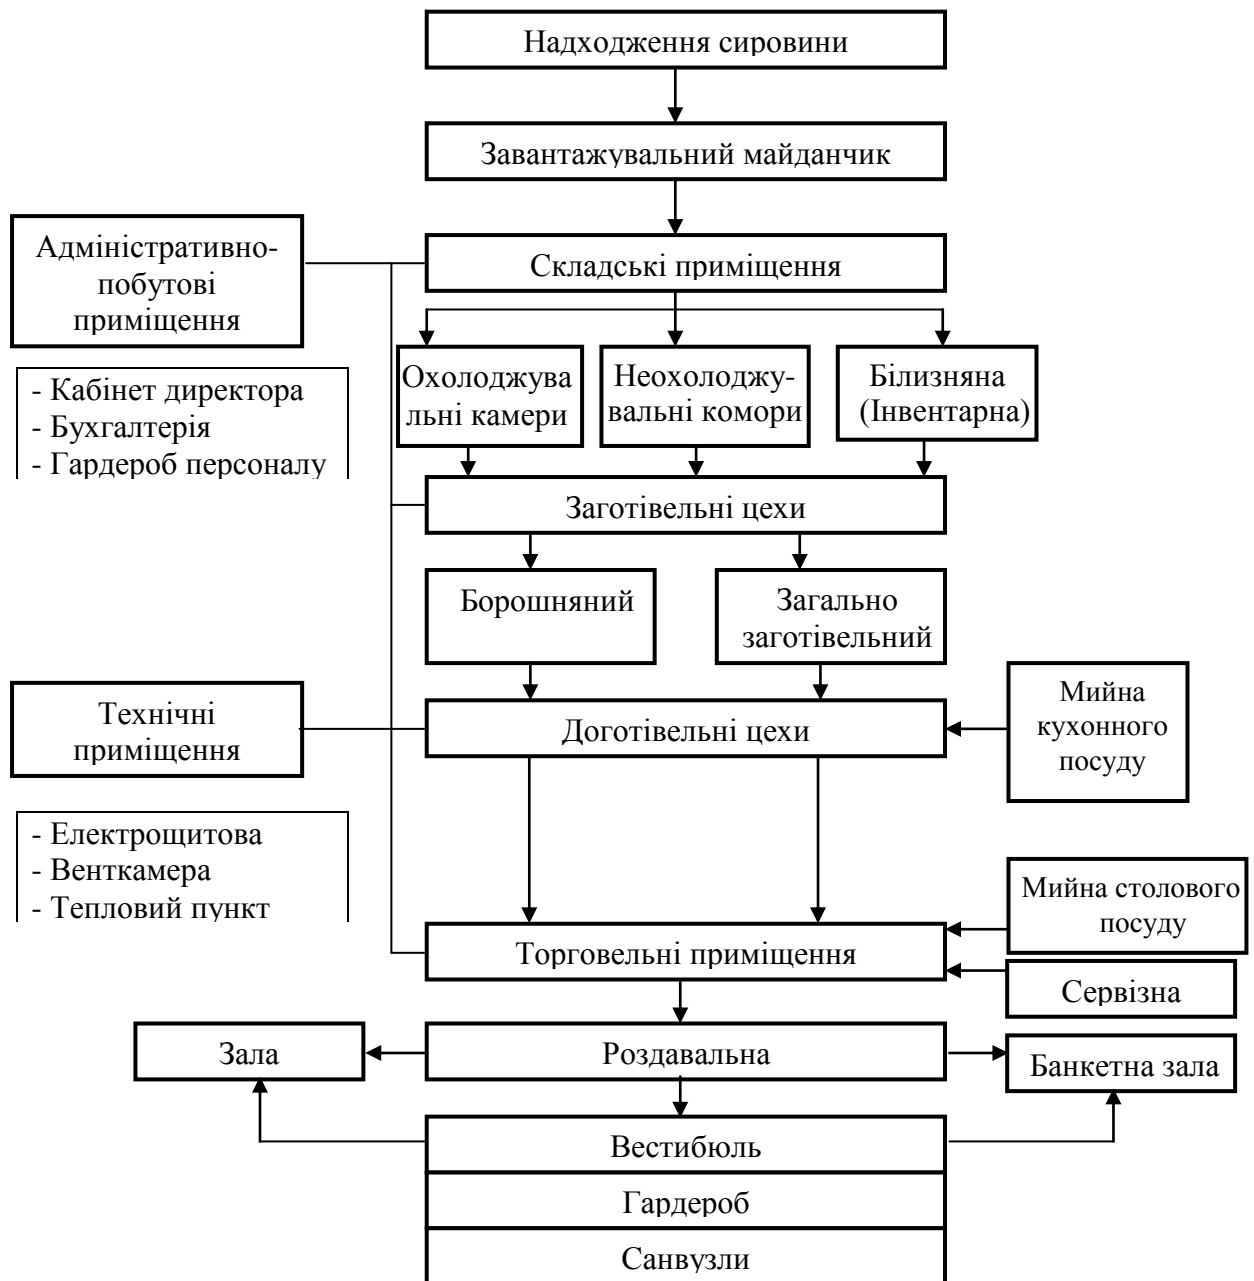 Надходження сировини
Завантажувальний майданчик
Адміністративно-
побутові
приміщення
Складські приміщення
- Кабінет директора
- Бухгалтерія
- Гардероб персоналу
Охолоджува
льні камери
Неохолоджу-
вальні комори
Білизняна
(Інвентарна)
Заготівельні цехи
Борошняний
Загально
заготівельний
Технічні
приміщення
Доготівельні цехи
Мийна
кухонного
посуду
- Електрощитова
- Венткамера
- Тепловий пункт
Мийна столового
посуду
Торговельні приміщення
Сервізна
Зала
Роздавальна
Банкетна зала
Вестибюль
Гардероб
Санвузли